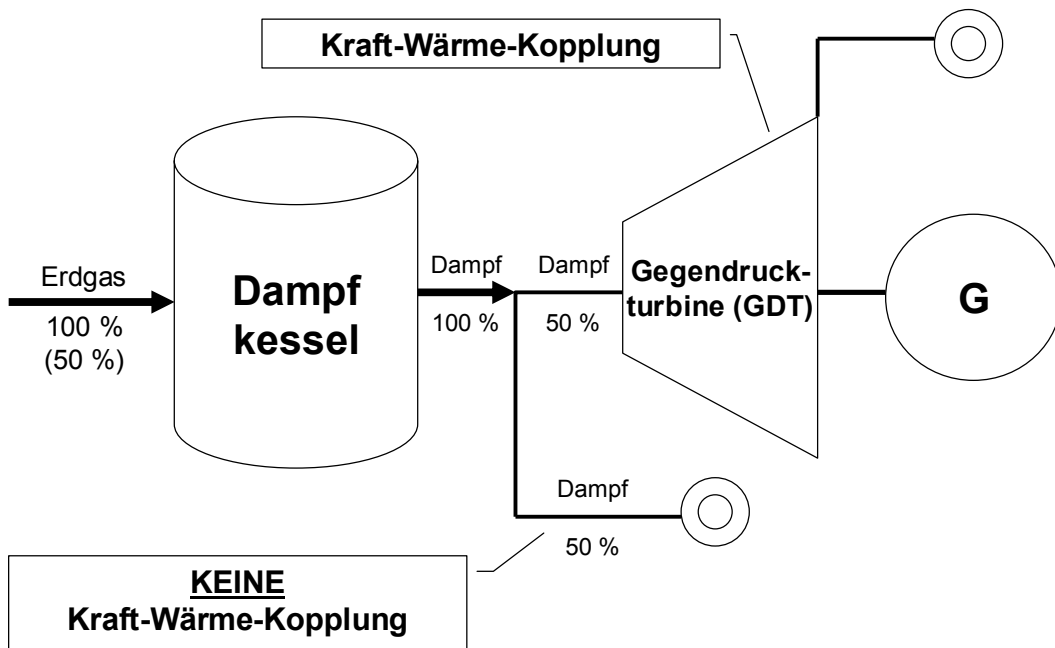 Kraft-Wärme-Kopplung
Erdgas
100 %
(50 %)
Dampf
kessel
Dampf
100 %
Dampf
50 %
Gegendruck-
turbine (GDT)
G
Dampf
50 %
KEINE
Kraft-Wärme-Kopplung